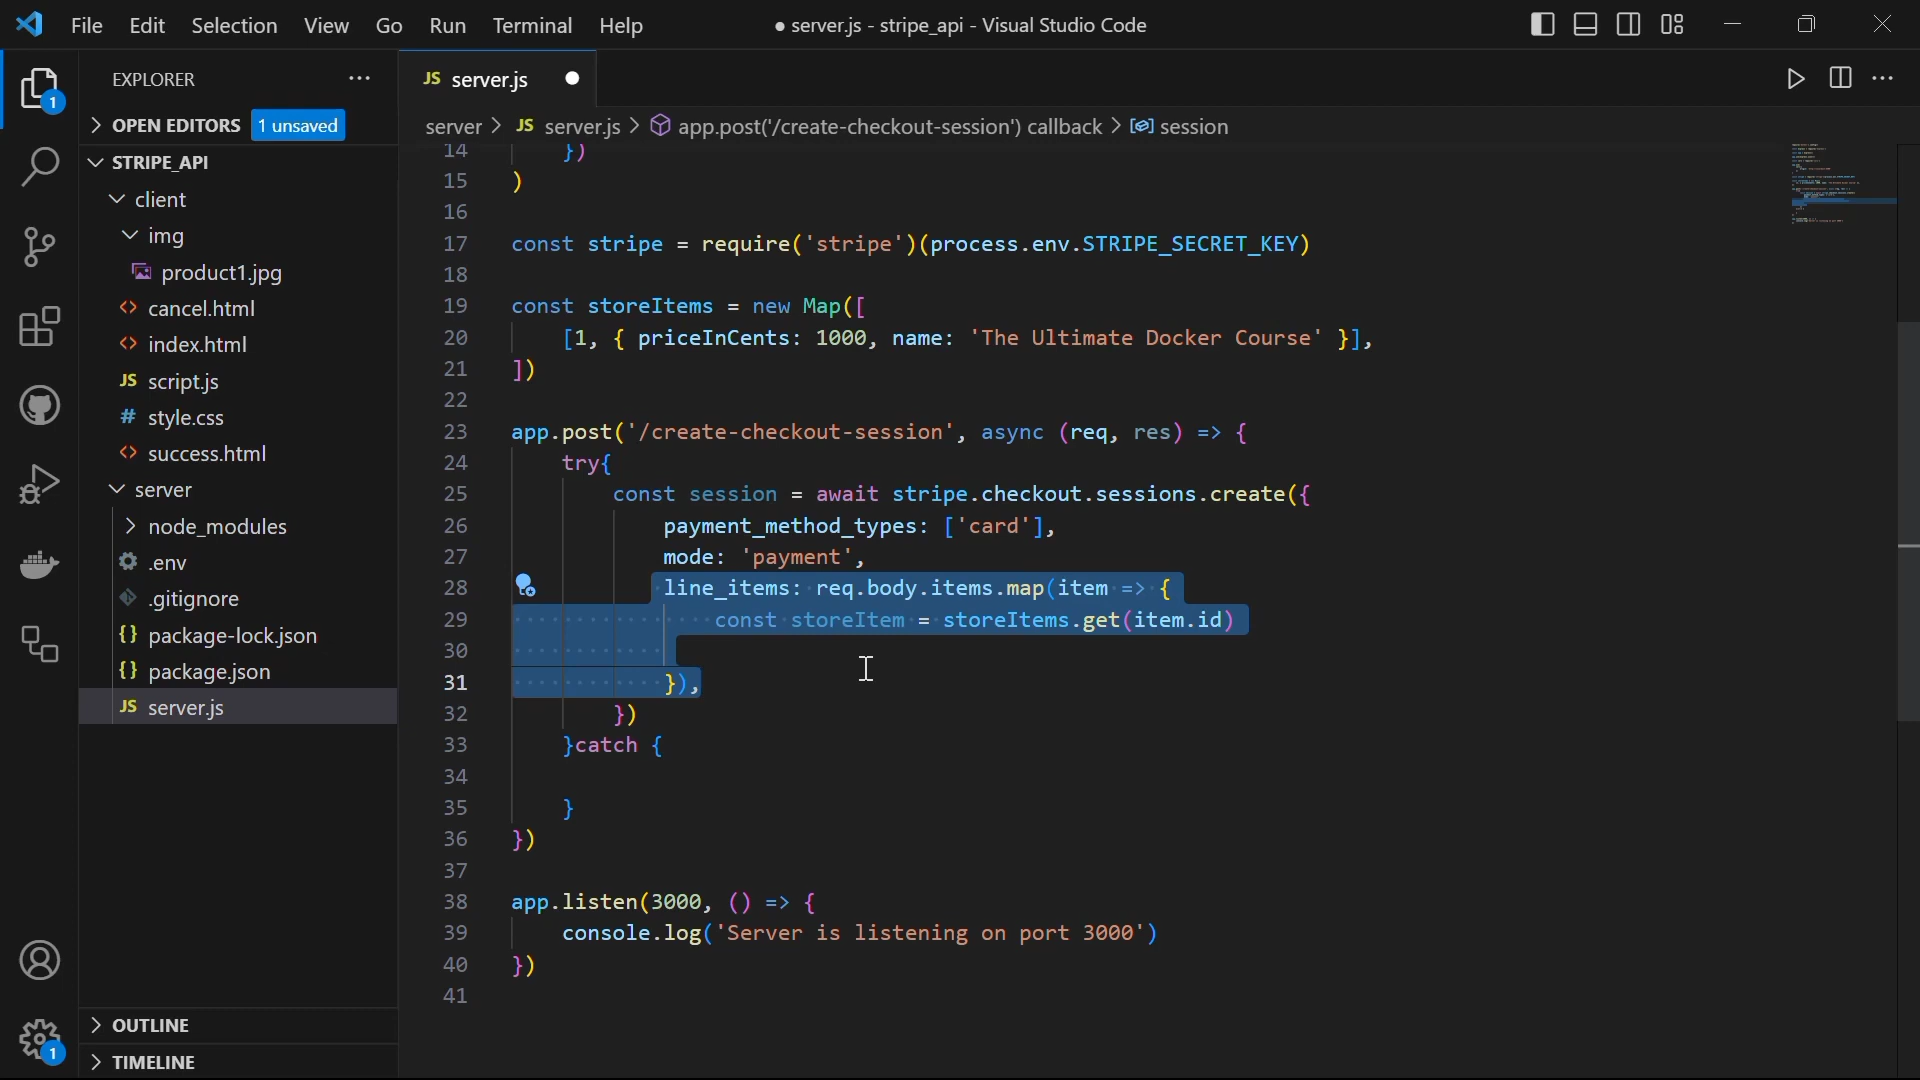 File Edit Selection View Go Run Terminal Help
● server.js - stripe_api - Visual Studio Code
EXPLORER
1
OPEN EDITORS 1 unsaved
STRIPE_API
client
img
product1.jpg
cancel.html
index.html
JS script.js
# style.css
success.html
server
node_modules
.env
.gitignore
{} package-lock.json
{} package.json
JS server.js
OUTLINE
TIMELINE
1
JS server.js
server > JS server.js > app.post('/create-checkout-session') callback > session
14 })
15 )
16
17 const stripe = require('stripe')(process.env.STRIPE_SECRET_KEY)
18
19 const storeItems = new Map([
20 [1, { priceInCents: 1000, name: 'The Ultimate Docker Course' }],
21 ])
22
23 app.post('/create-checkout-session', async (req, res) => {
24 try{
25 const session = await stripe.checkout.sessions.create({
26 payment_method_types: ['card'],
27 mode: 'payment',
28 line_items: req.body.items.map(item => {
29 const storeItem = storeItems.get(item.id)
30
31 }),
32 })
33 }catch {
34
35 }
36 })
37
38 app.listen(3000, () => {
39 console.log('Server is listening on port 3000')
40 })
41